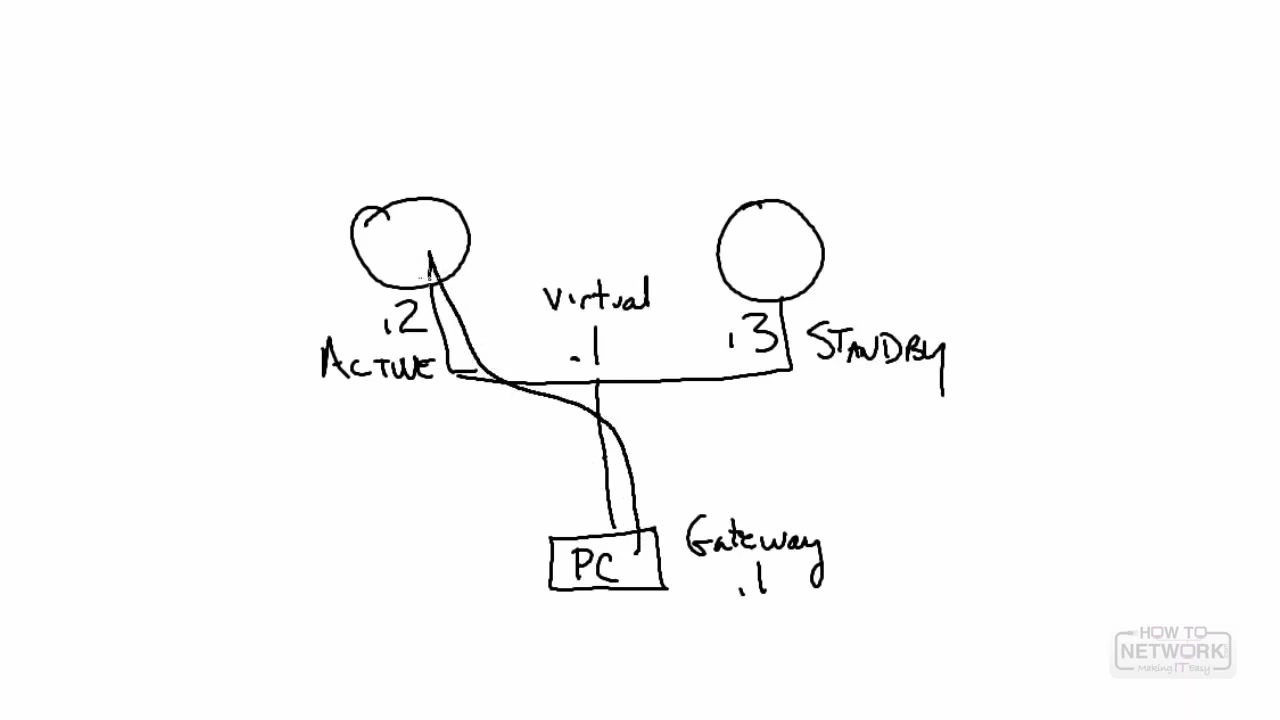 virtual
.2
.1
.3
ACTIVE
STANDBY
Gateway
PC
.1
HOW TO
NETWORK
Making IT Easy